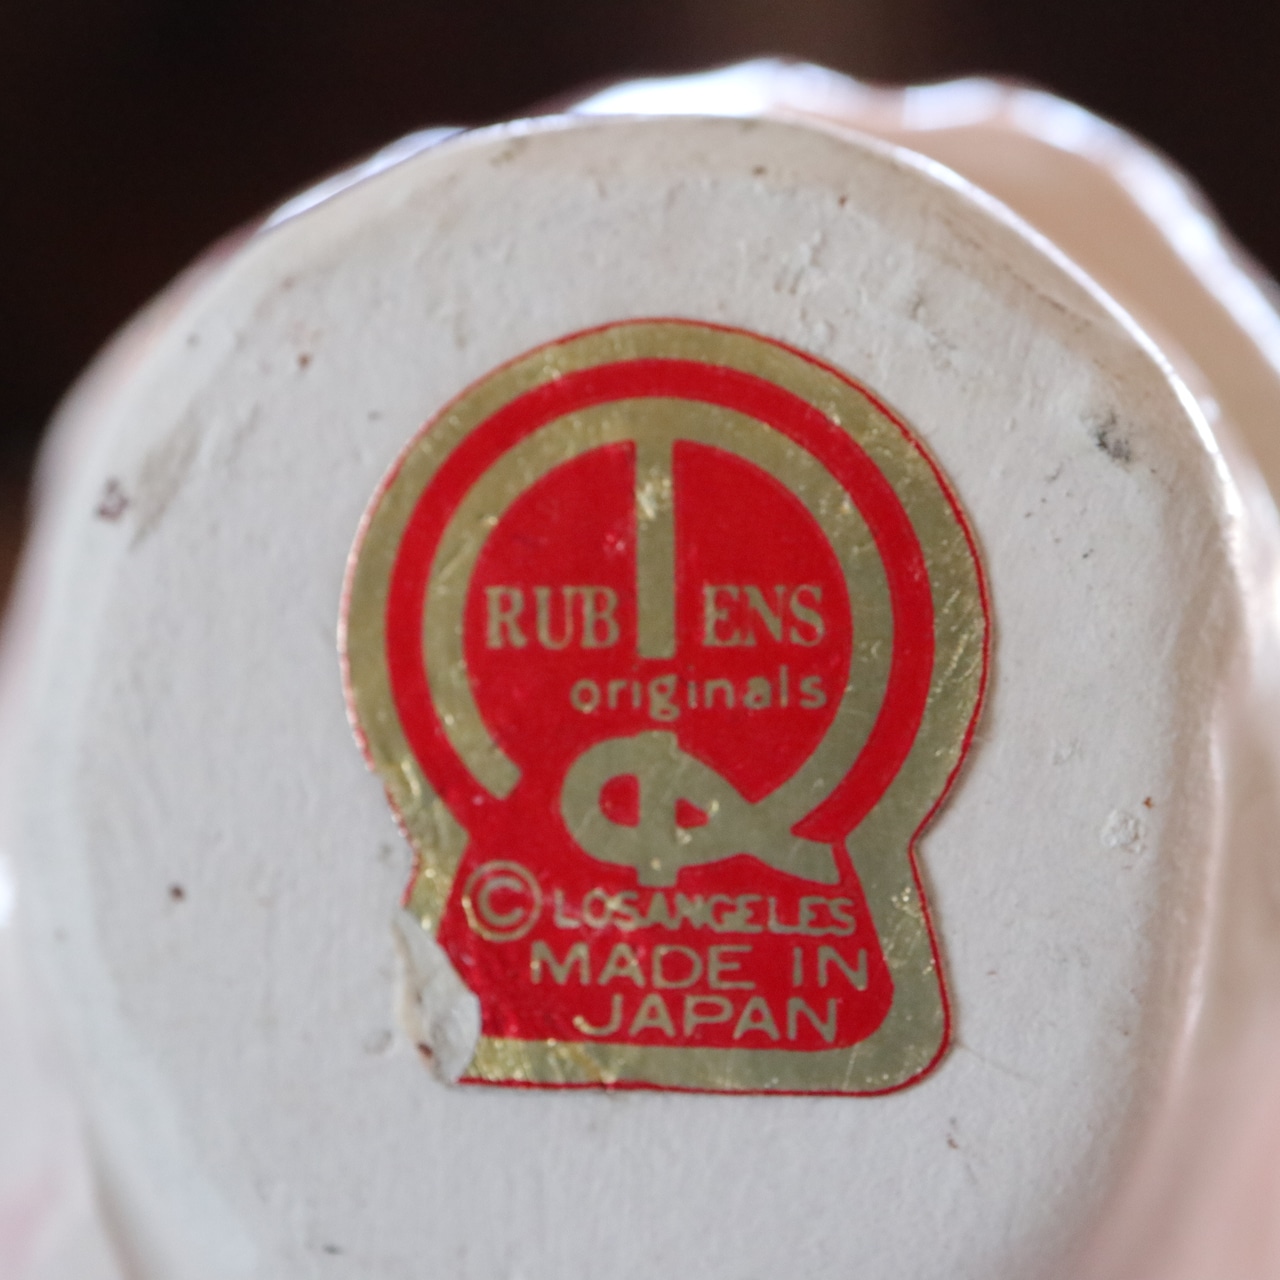 RUBENS
originals
© LOS ANGELES
MADE IN
JAPAN